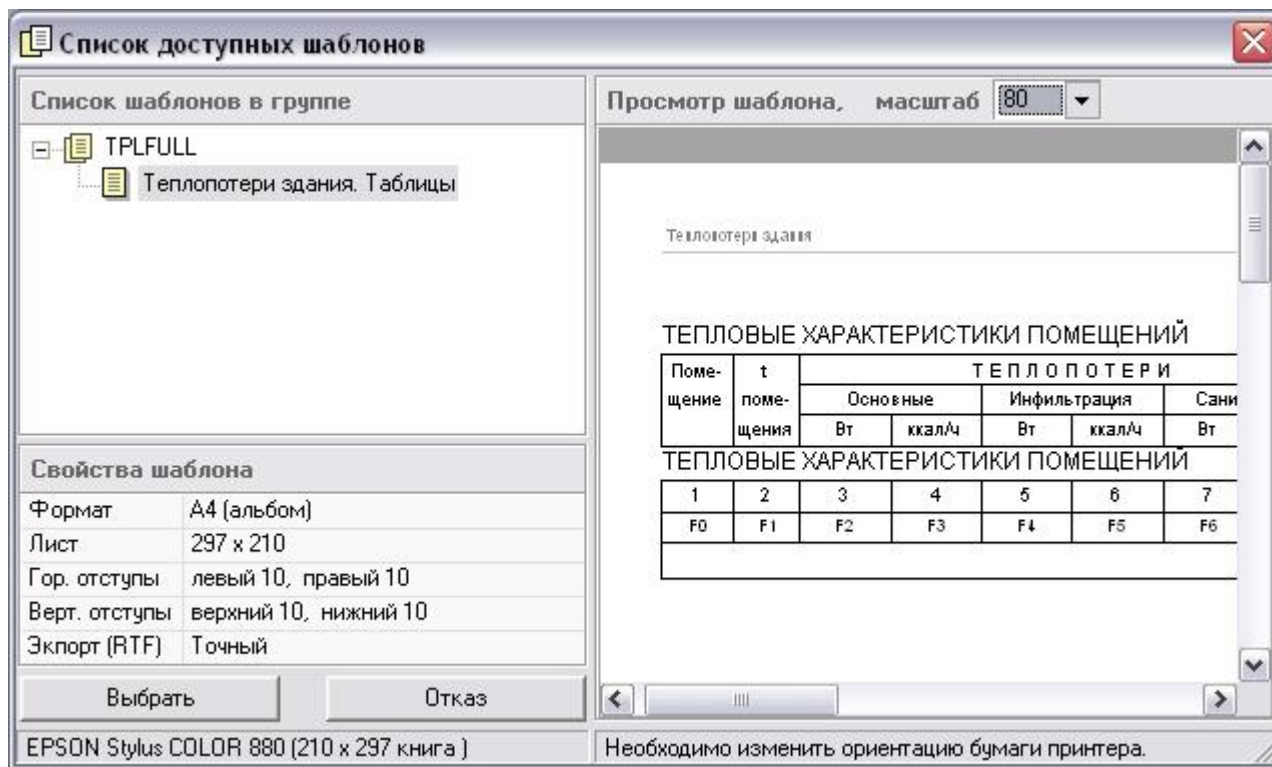 Список доступных шаблонов
Список шаблонов в группе
TPLFULL
Теплопотери здания. Таблицы
Свойства шаблона
Формат А4 (альбом)
Лист 297 x 210
Гор. отступы левый 10, правый 10
Верт. отступы верхний 10, нижний 10
Экпорт (RTF) Точный
Выбрать Отказ
EPSON Stylus COLOR 880 (210 x 297 книга )
Просмотр шаблона, масштаб 80
Теплопотери здания
ТЕПЛОВЫЕ ХАРАКТЕРИСТИКИ ПОМЕЩЕНИЙ
Поме- t Т Е П Л О П О Т Е Р И
щение поме- Основные Инфильтрация Сани
щения Вт ккал/ч Вт ккал/ч Вт
ТЕПЛОВЫЕ ХАРАКТЕРИСТИКИ ПОМЕЩЕНИЙ
1 2 3 4 5 6 7
F0 F1 F2 F3 F4 F5 F6
Необходимо изменить ориентацию бумаги принтера.